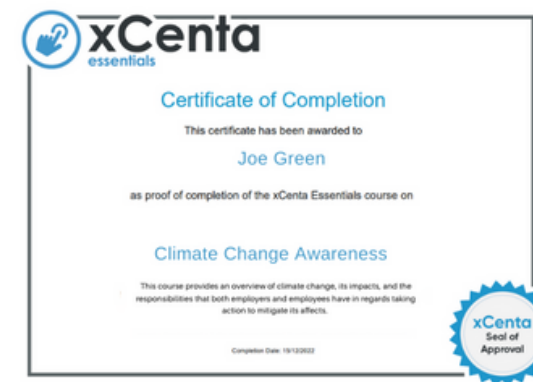 xCenta
essentials
Certificate of Completion
This certificate has been awarded to
Joe Green
as proof of completion of the xCenta Essentials course on
Climate Change Awareness
This course provides an overview of climate change, its impacts, and the
responsibilities that both employers and employees have in regards taking
action to mitigate its affects.
Completion Date: 15/12/2022
xCenta
Seal of
Approval